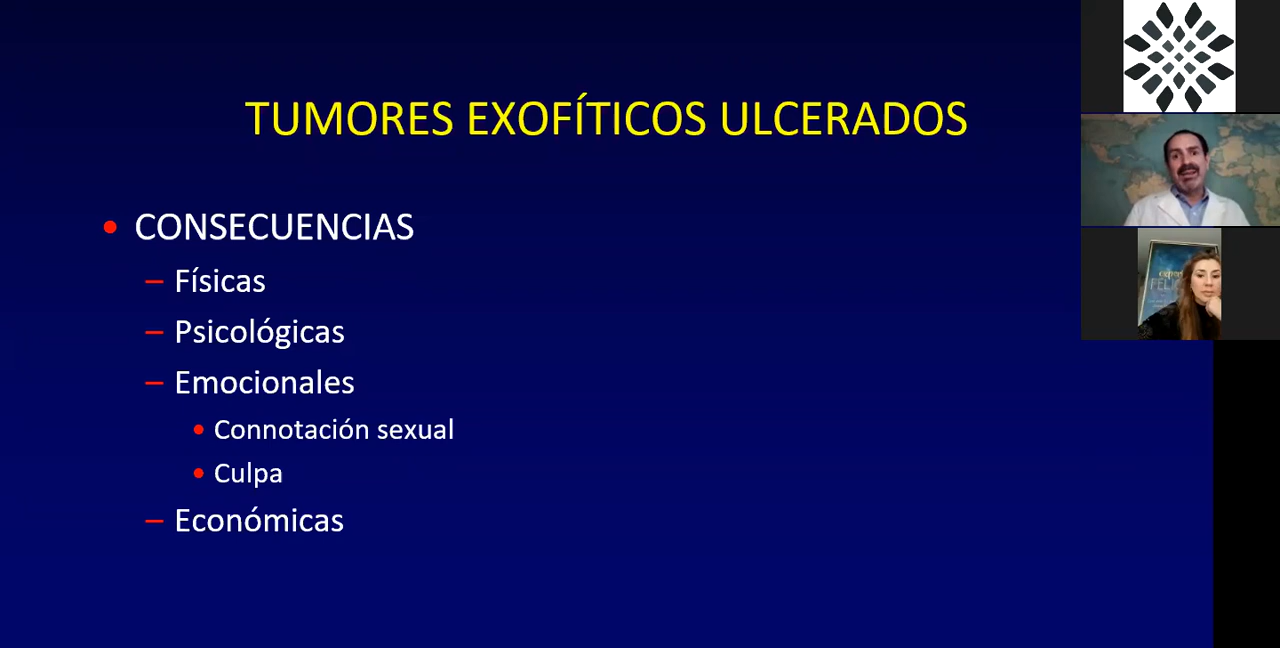 TUMORES EXOFÍTICOS ULCERADOS
• CONSECUENCIAS
– Físicas
– Psicológicas
– Emocionales
• Connotación sexual
• Culpa
– Económicas